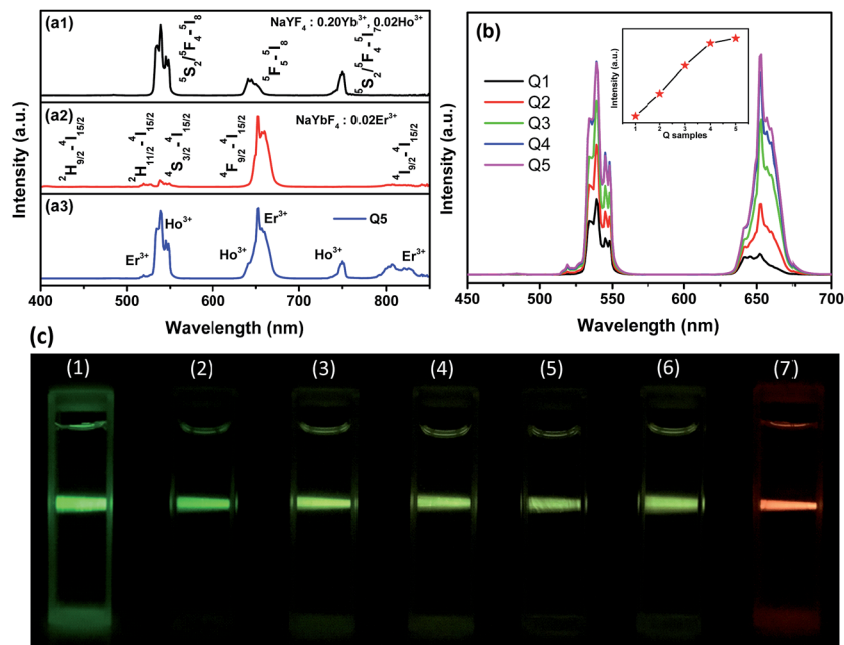 (a1)
NaYF₄ : 0.20Yb³⁺, 0.02Ho³⁺
⁵S₂/⁵F₄-⁵I₈
⁵F₅-⁵I₈
⁵S₂/⁵F₄-⁵I₇
(a2)
NaYbF₄ : 0.02Er³⁺
²H₉/₂-⁴I₁₅/₂
²H₁₁/₂-⁴I₁₅/₂
⁴S₃/₂-⁴I₁₅/₂
⁴F₉/₂-⁴I₁₅/₂
⁴I₉/₂-⁴I₁₅/₂
(a3)
Q5
Er³⁺
Ho³⁺
Ho³⁺
Er³⁺
Ho³⁺
Er³⁺
Intensity (a.u.)
400 500 600 700 800
Wavelength (nm)
(b)
Q1
Q2
Q3
Q4
Q5
Intensity (a.u.)
1 2 3 4 5
Q samples
Intensity (a.u.)
450 500 550 600 650 700
Wavelength (nm)
(c)
(1) (2) (3) (4) (5) (6) (7)